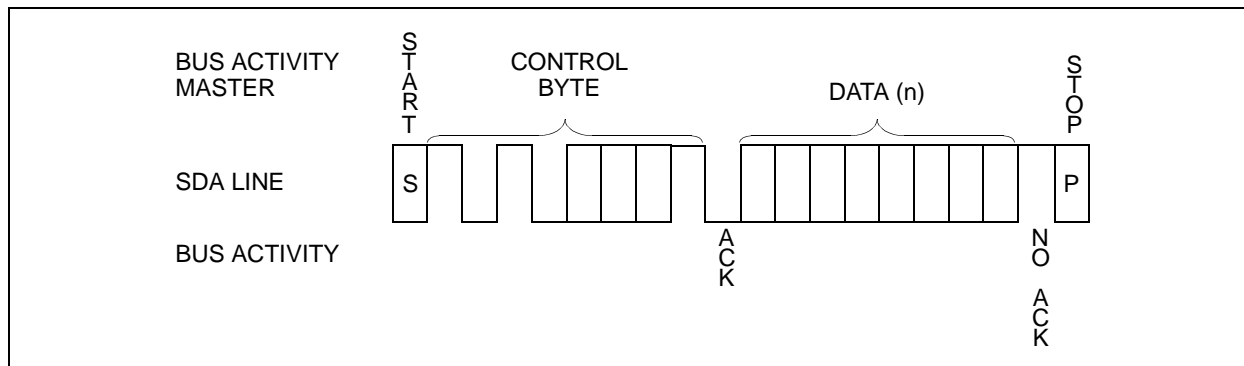 BUS ACTIVITY
MASTER
START
CONTROL
BYTE
DATA (n)
STOP
SDA LINE
S
P
BUS ACTIVITY
ACK
NO ACK